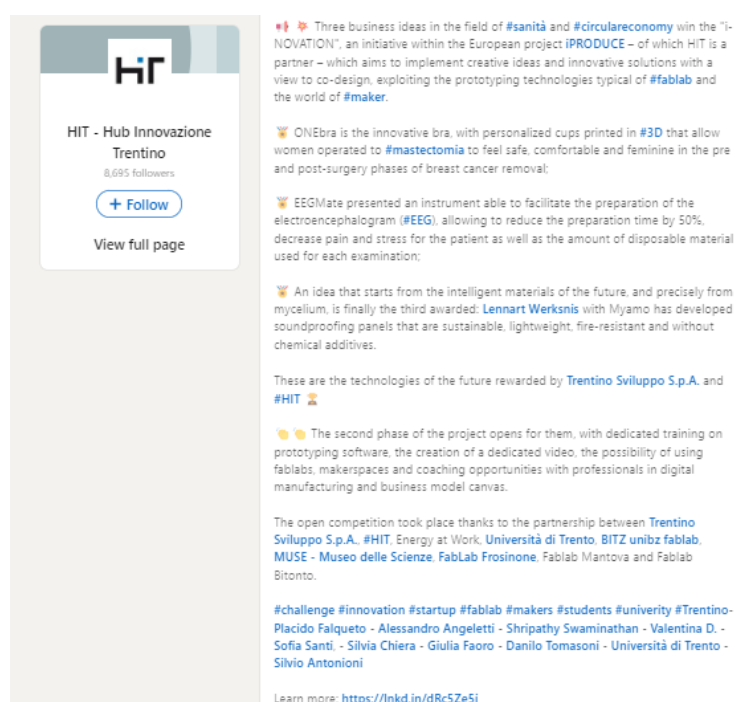 HIT
HIT - Hub Innovazione
Trentino
8,695 followers
+ Follow
View full page
Three business ideas in the field of #sanità and #circulareconomy win the "i-
NOVATION", an initiative within the European project iPRODUCE – of which HIT is a
partner – which aims to implement creative ideas and innovative solutions with a
view to co-design, exploiting the prototyping technologies typical of #fablab and
the world of #maker.
ONEbra is the innovative bra, with personalized cups printed in #3D that allow
women operated to #mastectomia to feel safe, comfortable and feminine in the pre
and post-surgery phases of breast cancer removal;
EEGMate presented an instrument able to facilitate the preparation of the
electroencephalogram (#EEG), allowing to reduce the preparation time by 50%,
decrease pain and stress for the patient as well as the amount of disposable material
used for each examination;
An idea that starts from the intelligent materials of the future, and precisely from
mycelium, is finally the third awarded: Lennart Werksnis with Myamo has developed
soundproofing panels that are sustainable, lightweight, fire-resistant and without
chemical additives.
These are the technologies of the future rewarded by Trentino Sviluppo S.p.A. and
#HIT
The second phase of the project opens for them, with dedicated training on
prototyping software, the creation of a dedicated video, the possibility of using
fablabs, makerspaces and coaching opportunities with professionals in digital
manufacturing and business model canvas.
The open competition took place thanks to the partnership between Trentino
Sviluppo S.p.A., #HIT, Energy at Work, Università di Trento, BITZ unibz fablab,
MUSE - Museo delle Scienze, FabLab Frosinone, Fablab Mantova and Fablab
Bitonto.
#challenge #innovation #startup #fablab #makers #students #univerity #Trentino-
Placido Falqueto - Alessandro Angeletti - Shripathy Swaminathan - Valentina D. -
Sofia Santi, - Silvia Chiera - Giulia Faoro - Danilo Tomasoni - Università di Trento -
Silvio Antonioni
Learn more: https://lnkd.in/dRc5Ze5i